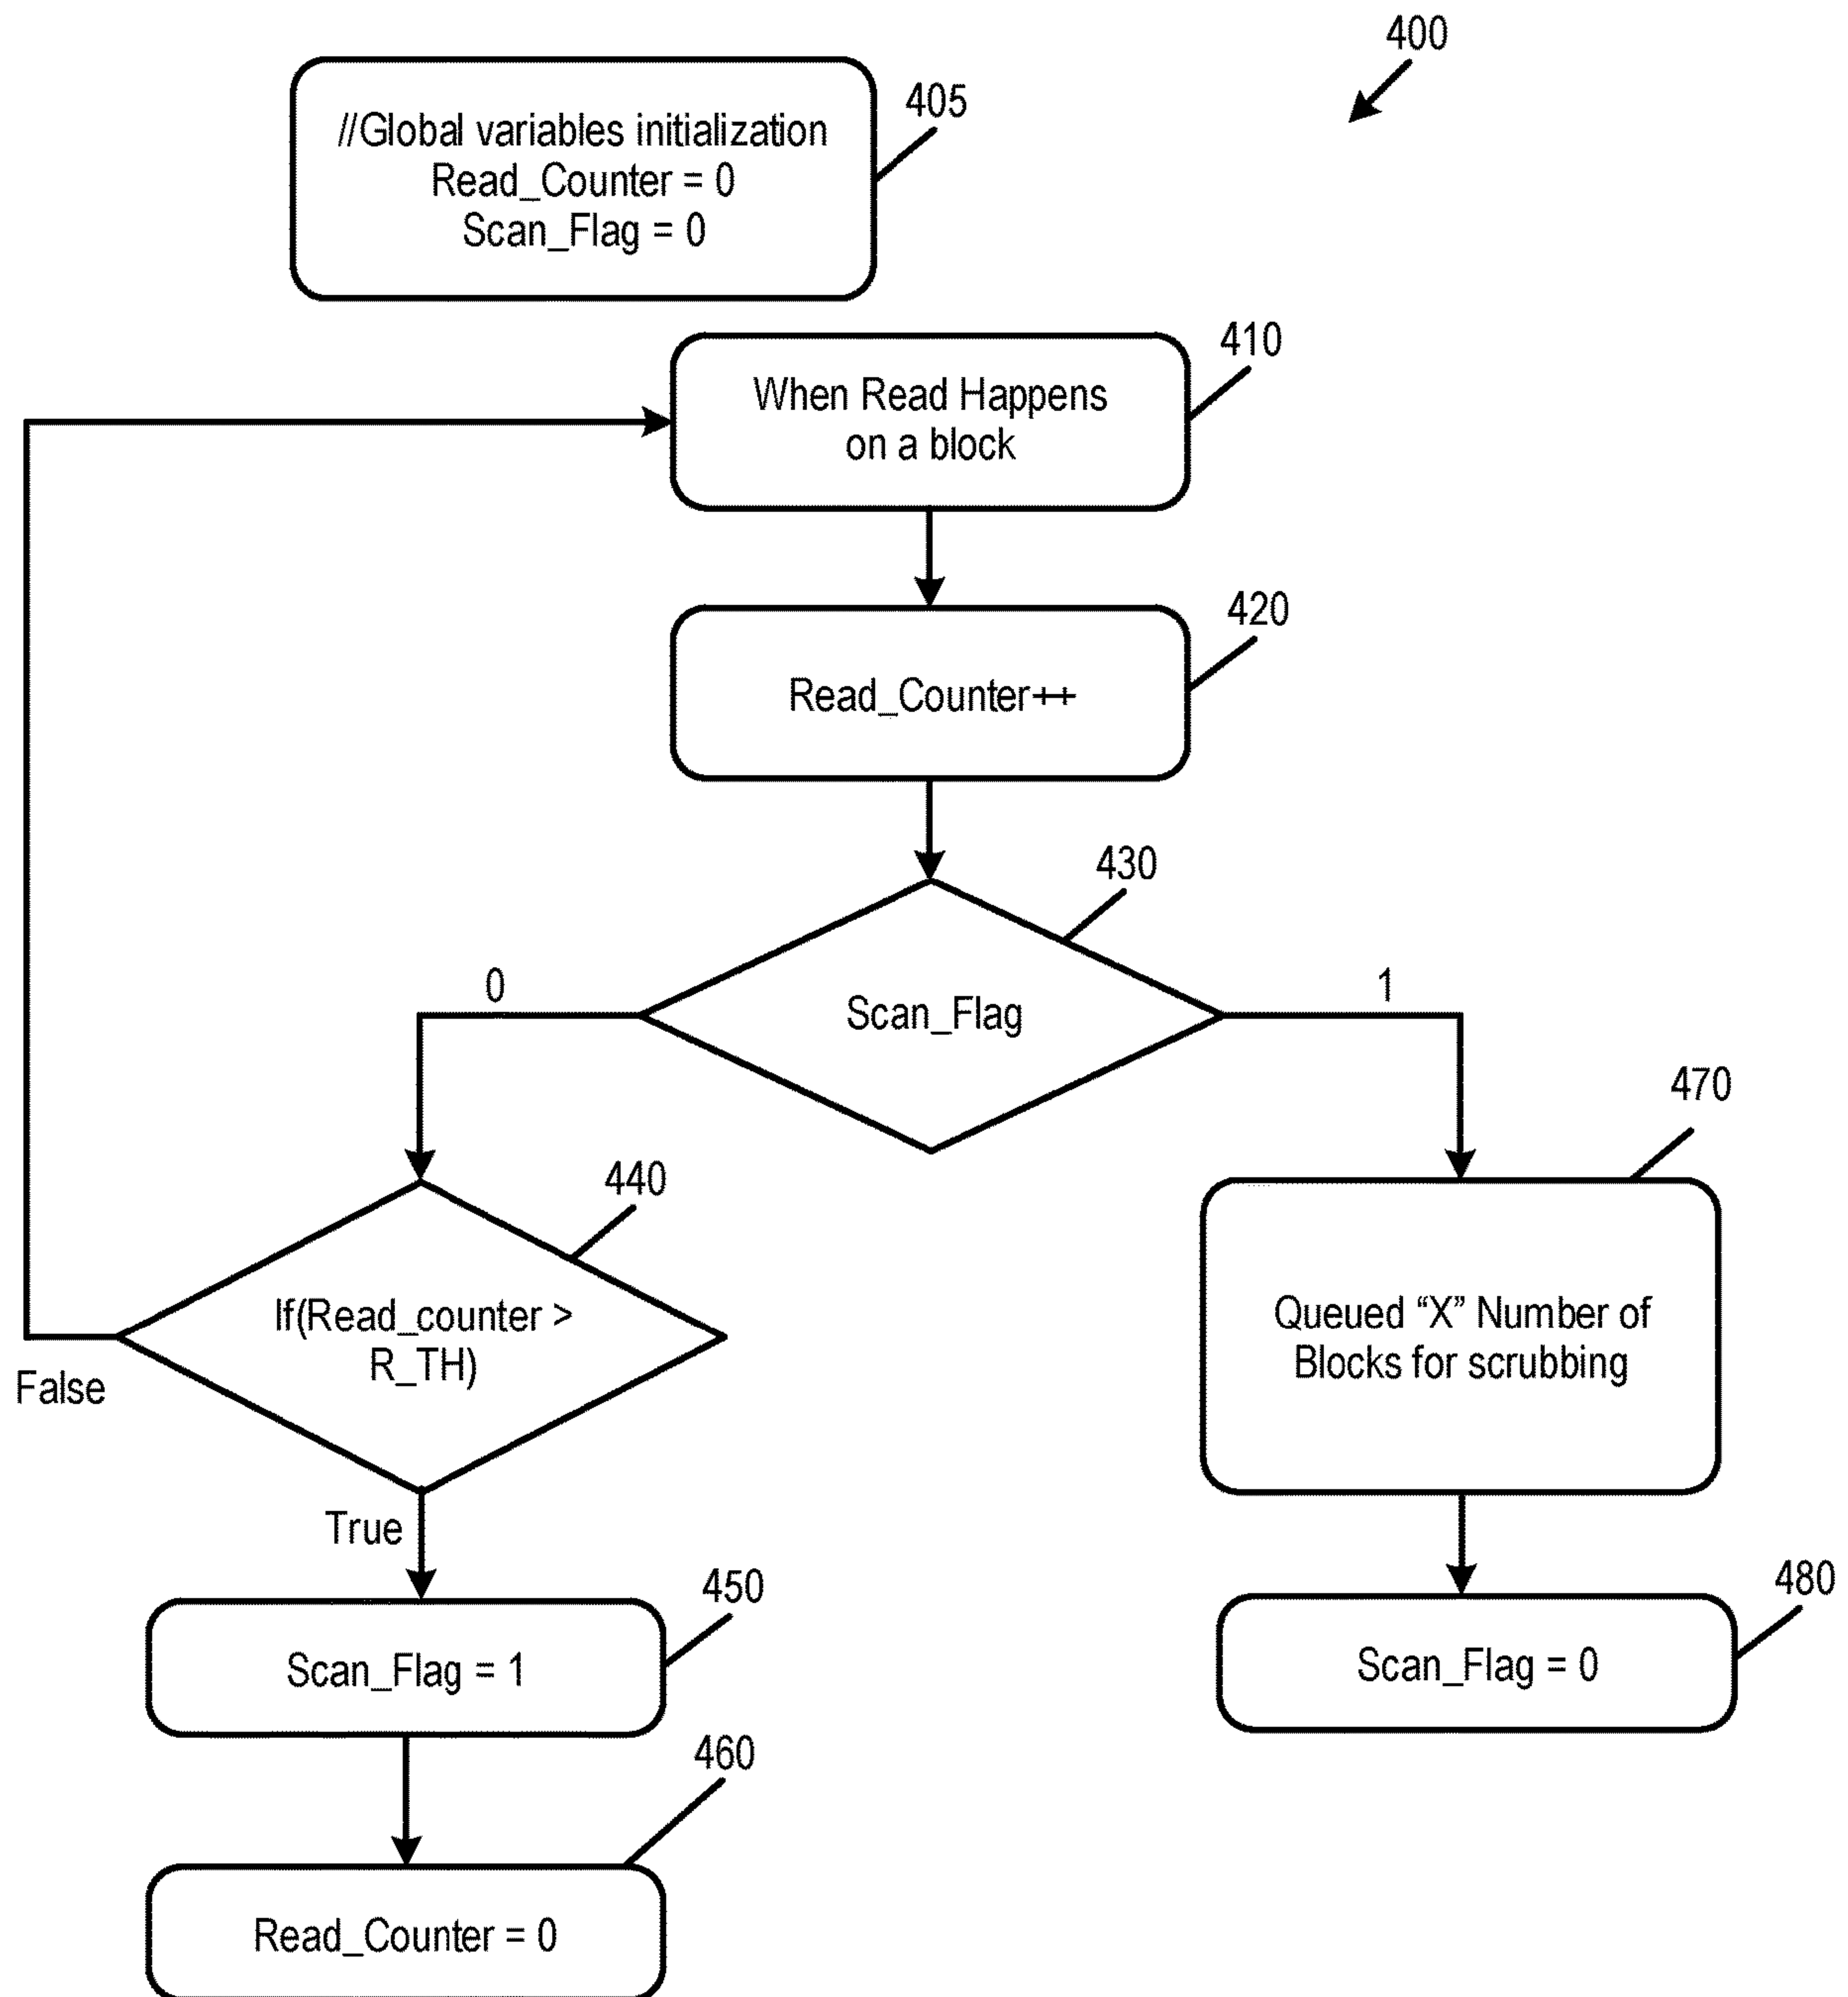 400
405
//Global variables initialization
Read_Counter = 0
Scan_Flag = 0
410
When Read Happens
on a block
420
Read_Counter++
430
Scan_Flag
0
1
440
If(Read_counter >
R_TH)
False
True
470
Queued “X” Number of
Blocks for scrubbing
450
Scan_Flag = 1
480
Scan_Flag = 0
460
Read_Counter = 0